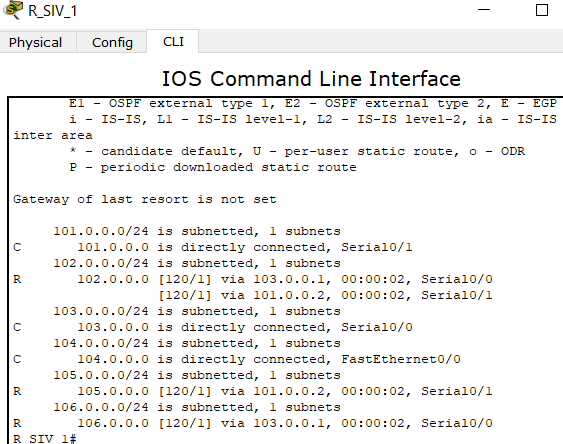 R_SIV_1
Physical Config CLI
IOS Command Line Interface
E1 - OSPF external type 1, E2 - OSPF external type 2, E - EGP
i - IS-IS, L1 - IS-IS level-1, L2 - IS-IS level-2, ia - IS-IS
inter area
* - candidate default, U - per-user static route, o - ODR
P - periodic downloaded static route
Gateway of last resort is not set
101.0.0.0/24 is subnetted, 1 subnets
C 101.0.0.0 is directly connected, Serial0/1
102.0.0.0/24 is subnetted, 1 subnets
R 102.0.0.0 [120/1] via 103.0.0.1, 00:00:02, Serial0/0
[120/1] via 101.0.0.2, 00:00:02, Serial0/1
103.0.0.0/24 is subnetted, 1 subnets
C 103.0.0.0 is directly connected, Serial0/0
104.0.0.0/24 is subnetted, 1 subnets
C 104.0.0.0 is directly connected, FastEthernet0/0
105.0.0.0/24 is subnetted, 1 subnets
R 105.0.0.0 [120/1] via 101.0.0.2, 00:00:02, Serial0/1
106.0.0.0/24 is subnetted, 1 subnets
R 106.0.0.0 [120/1] via 103.0.0.1, 00:00:02, Serial0/0
R_SIV_1#